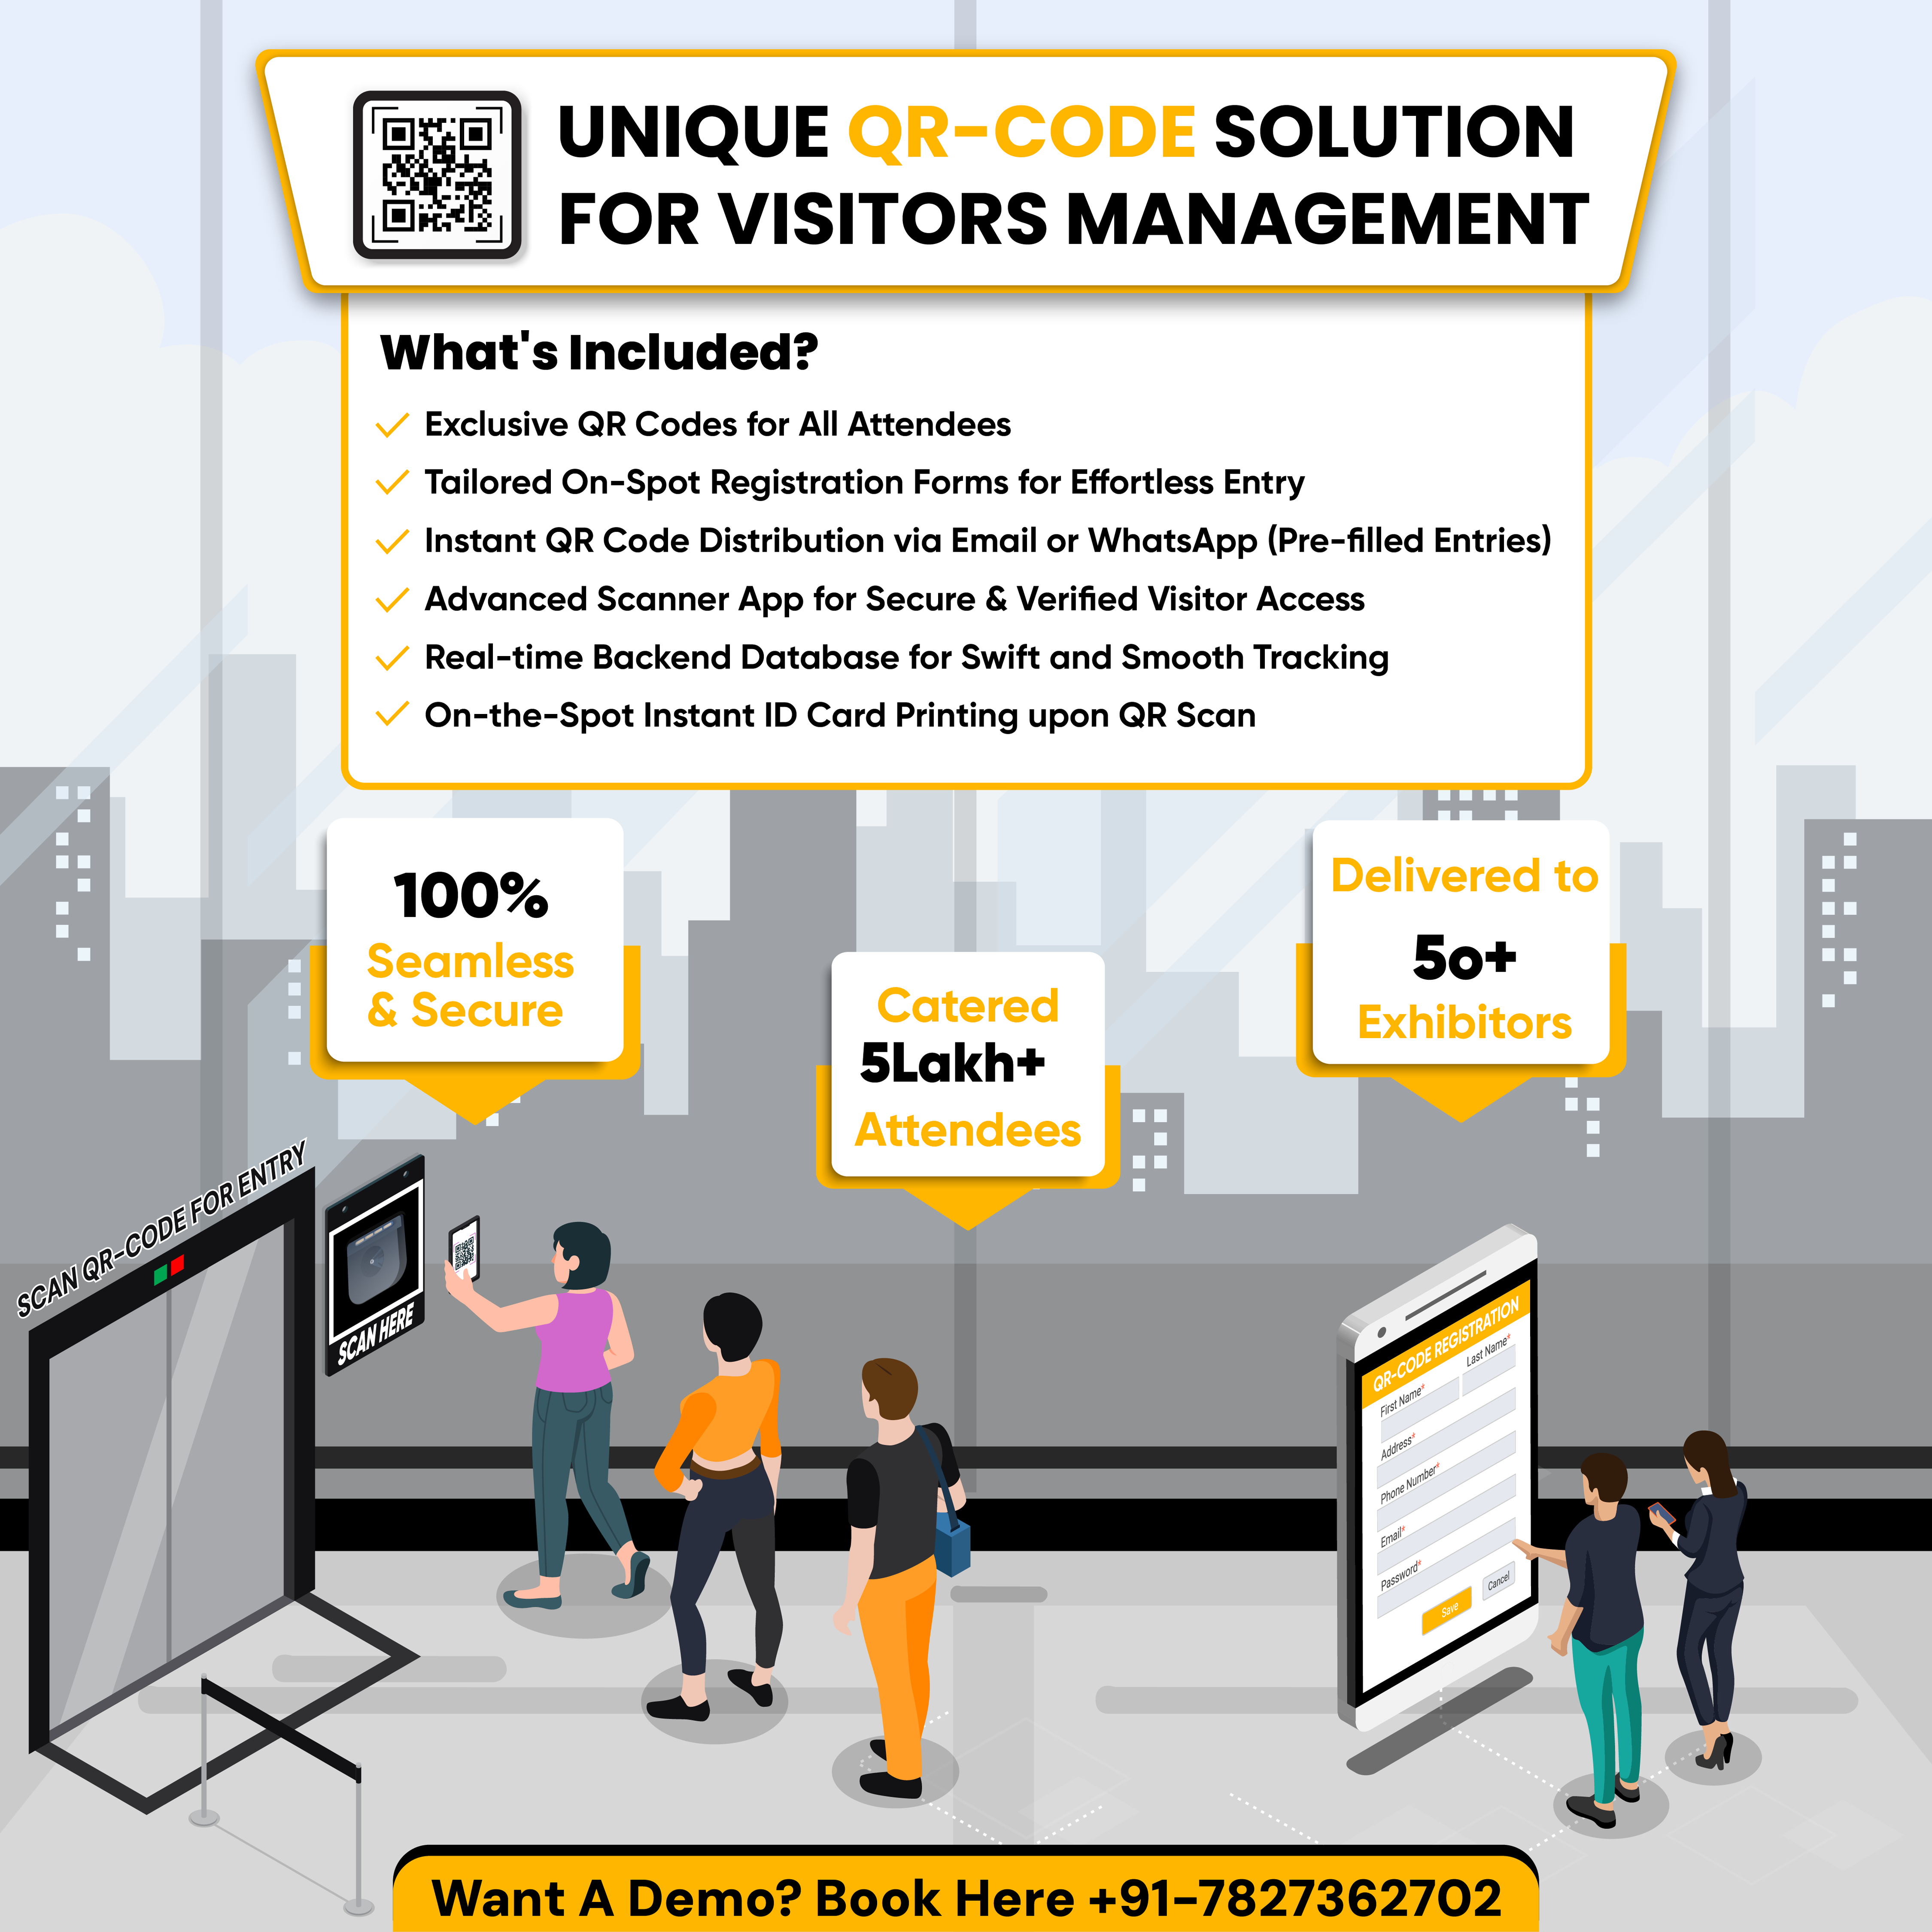 UNIQUE QR-CODE SOLUTION
FOR VISITORS MANAGEMENT
What's Included?
Exclusive QR Codes for All Attendees
Tailored On-Spot Registration Forms for Effortless Entry
Instant QR Code Distribution via Email or WhatsApp (Pre-filled Entries)
Advanced Scanner App for Secure & Verified Visitor Access
Real-time Backend Database for Swift and Smooth Tracking
On-the-Spot Instant ID Card Printing upon QR Scan
100%
Seamless
& Secure
Catered
5Lakh+
Attendees
Delivered to
5o+
Exhibitors
SCAN QR-CODE FOR ENTRY
SCAN HERE
QR-CODE REGISTRATION
First Name*
Last Name*
Address*
Phone Number*
Email*
Password*
Save
Cancel
Want A Demo? Book Here +91-7827362702